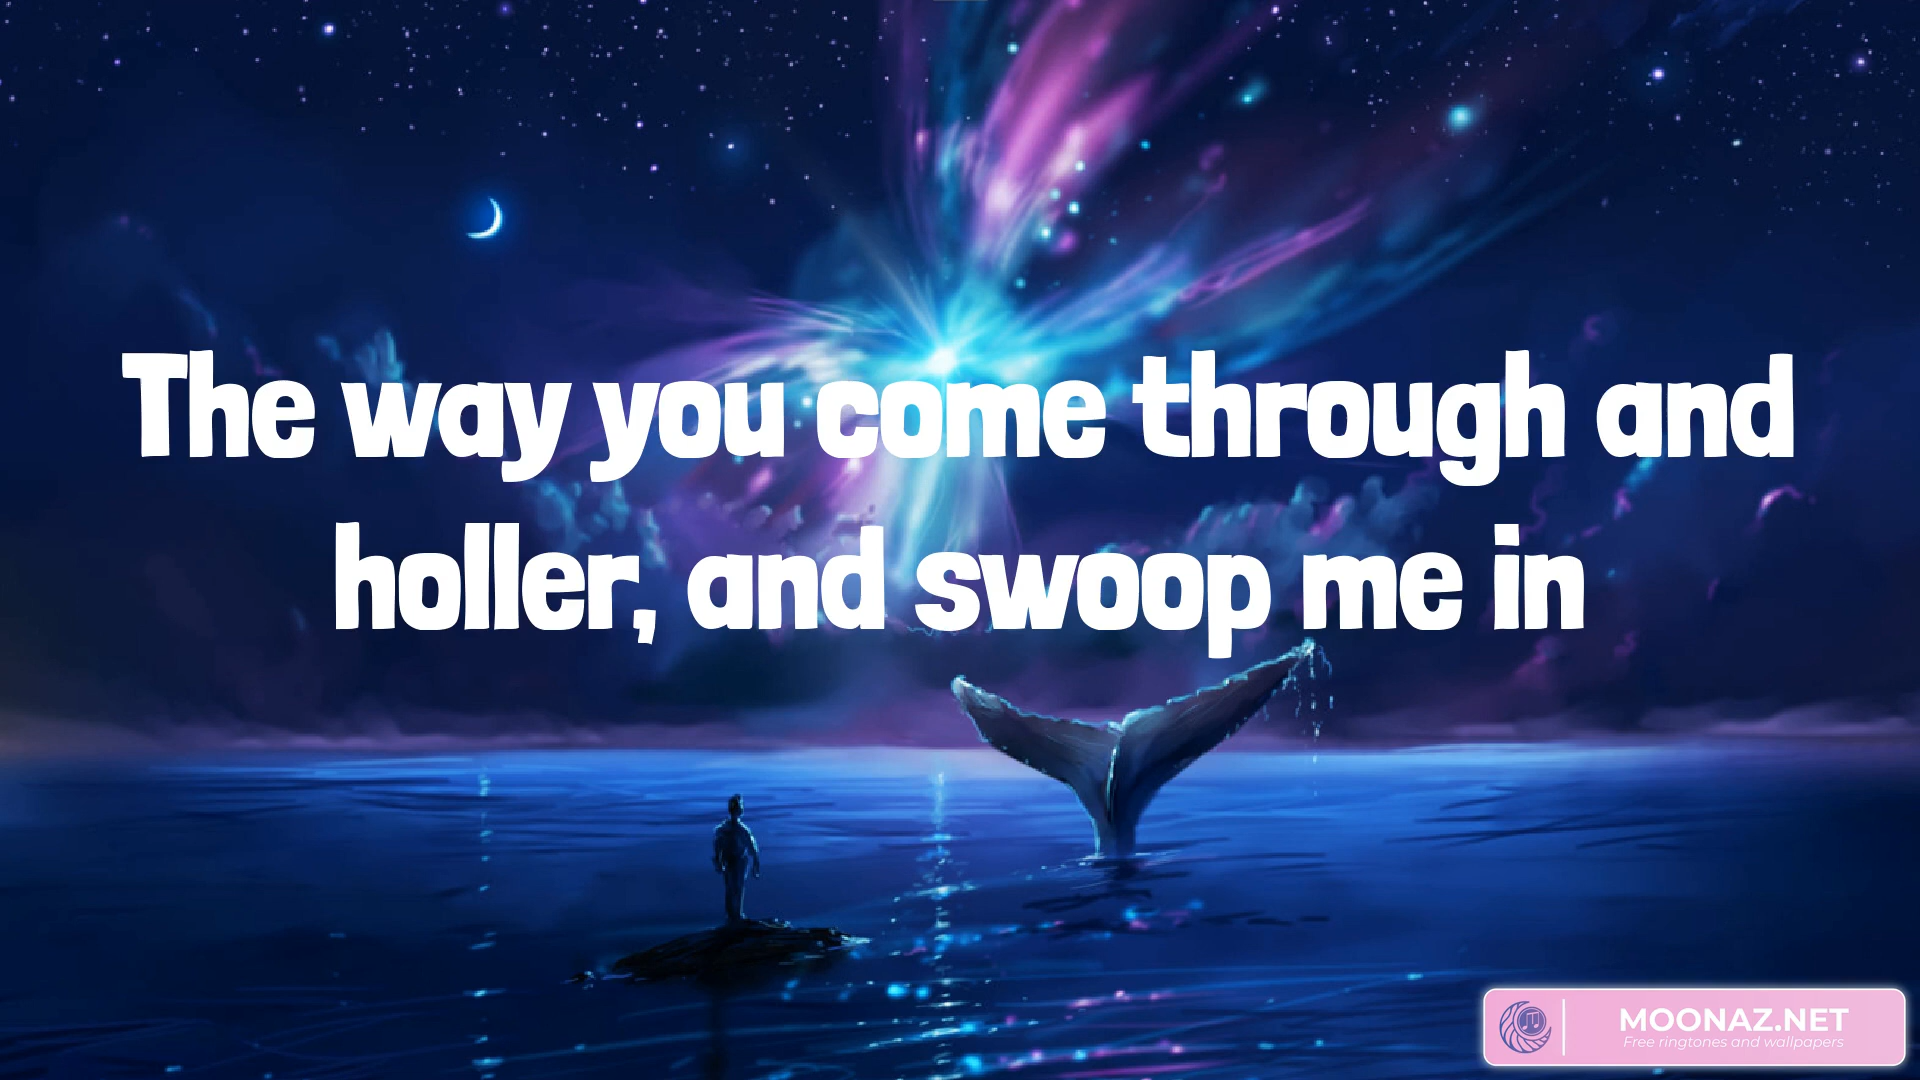 The way you come through and
holler, and swoop me in
MOONAZ.NET
Free ringtones and wallpapers